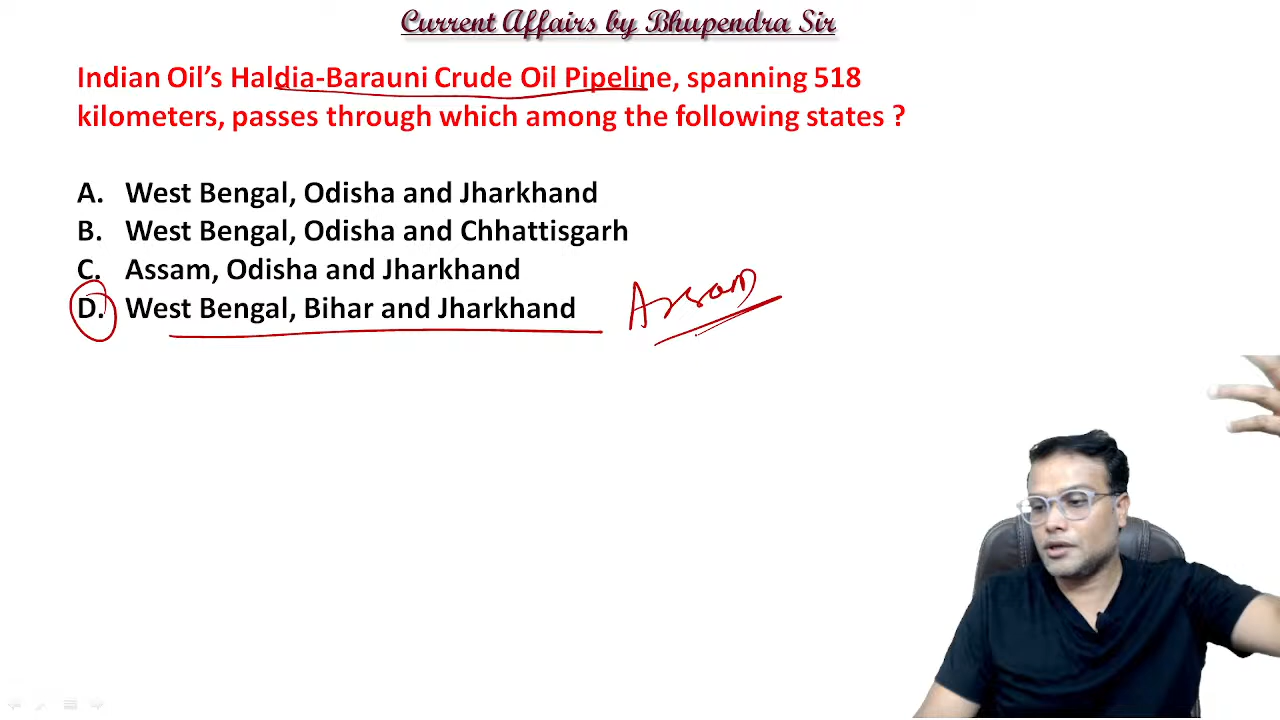 Current Affairs by Bhupendra Sir
Indian Oil's Haldia-Barauni Crude Oil Pipeline, spanning 518
kilometers, passes through which among the following states ?
A. West Bengal, Odisha and Jharkhand
B. West Bengal, Odisha and Chhattisgarh
C. Assam, Odisha and Jharkhand
D. West Bengal, Bihar and Jharkhand
Assam